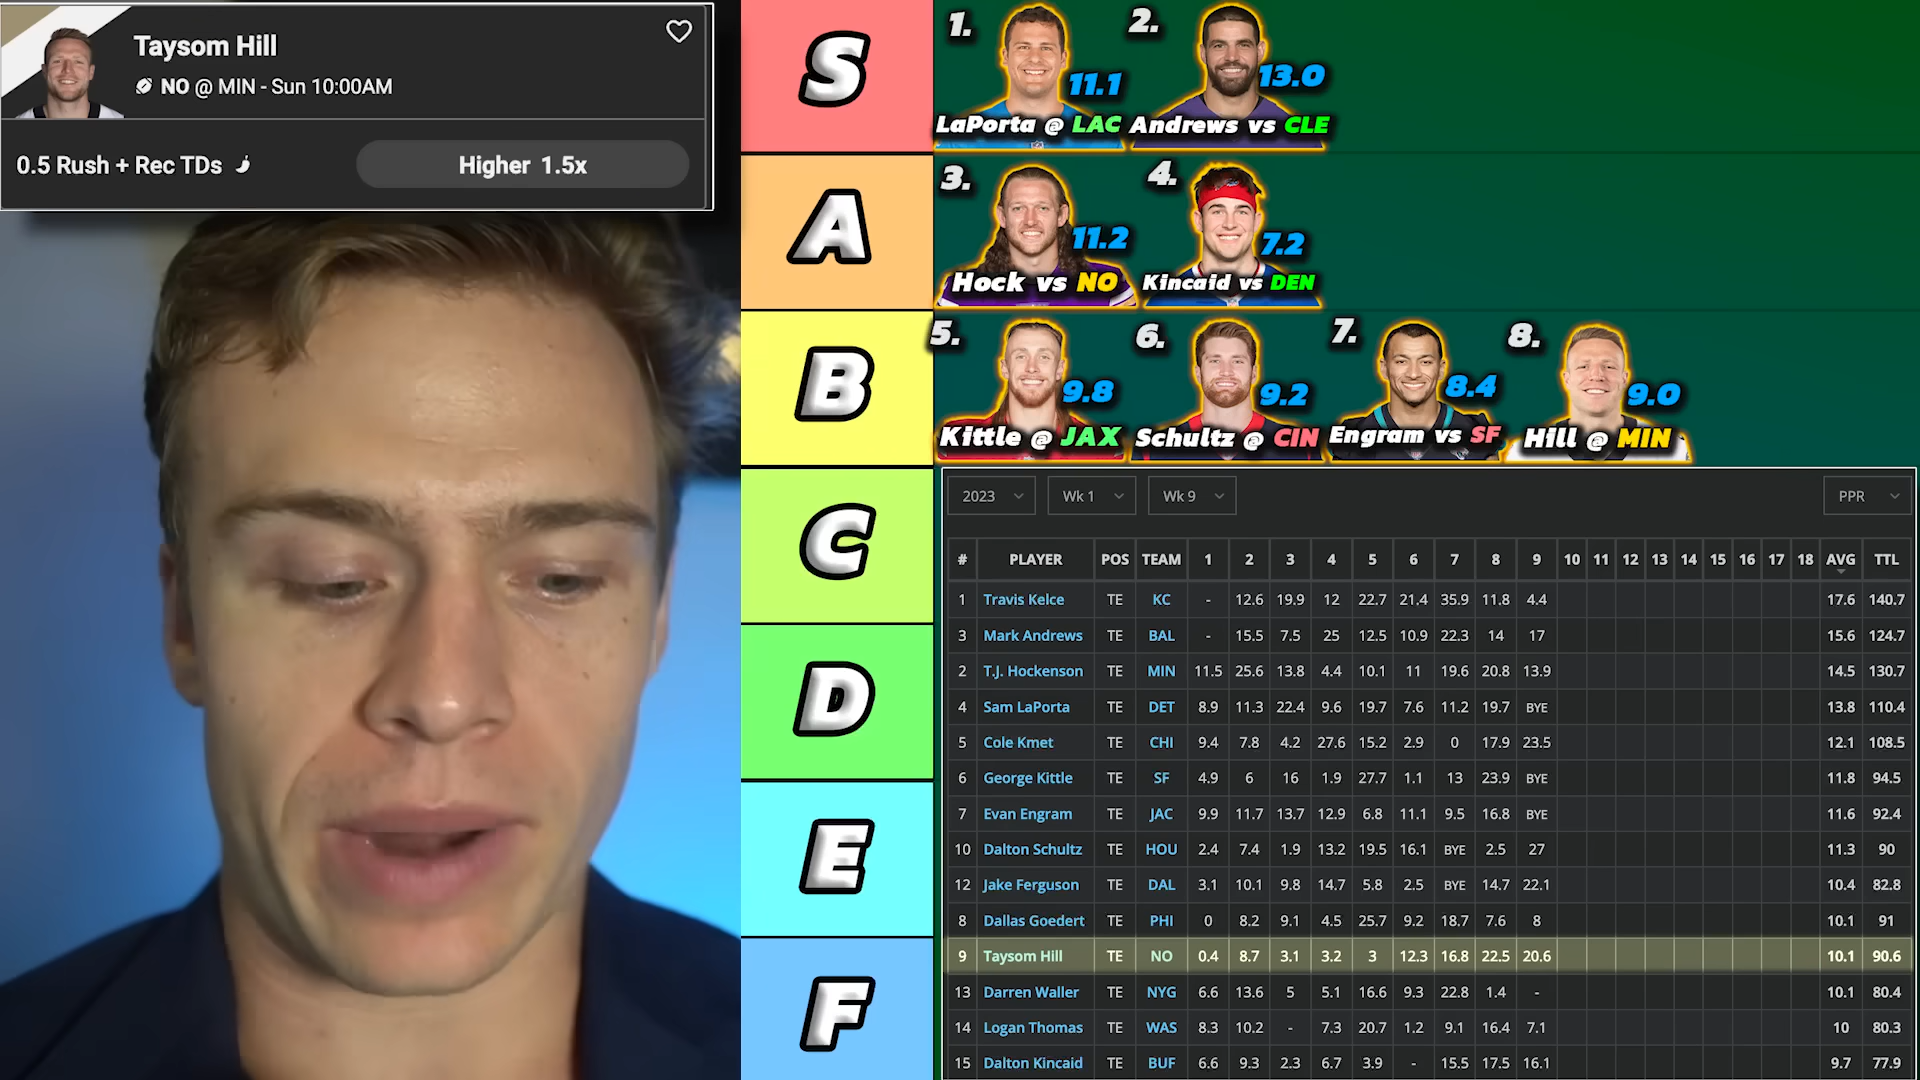 Taysom Hill
NO @ MIN - Sun 10:00AM
0.5 Rush + Rec TDs
Higher 1.5x
S
1.
11.1
LaPorta @ LAC
2.
13.0
Andrews vs CLE
A
3.
11.2
Hock vs NO
4.
7.2
Kincaid vs DEN
B
5.
9.8
Kittle @ JAX
6.
9.2
Schultz @ CIN
7.
8.4
Engram vs SF
8.
9.0
Hill @ MIN
C
D
E
F
2023 Wk 1 Wk 9 PPR
# PLAYER POS TEAM 1 2 3 4 5 6 7 8 9 10 11 12 13 14 15 16 17 18 AVG TTL
1 Travis Kelce TE KC - 12.6 19.9 12 22.7 21.4 35.9 11.8 4.4 17.6 140.7
3 Mark Andrews TE BAL - 15.5 7.5 25 12.5 10.9 22.3 14 17 15.6 124.7
2 T.J. Hockenson TE MIN 11.5 25.6 13.8 4.4 10.1 11 19.6 20.8 13.9 14.5 130.7
4 Sam LaPorta TE DET 8.9 11.3 22.4 9.6 19.7 7.6 11.2 19.7 BYE 13.8 110.4
5 Cole Kmet TE CHI 9.4 7.8 4.2 27.6 15.2 2.9 0 17.9 23.5 12.1 108.5
6 George Kittle TE SF 4.9 6 16 1.9 27.7 1.1 13 23.9 BYE 11.8 94.5
7 Evan Engram TE JAC 9.9 11.7 13.7 12.9 6.8 11.1 9.5 16.8 BYE 11.6 92.4
10 Dalton Schultz TE HOU 2.4 7.4 1.9 13.2 19.5 16.1 BYE 2.5 27 11.3 90
12 Jake Ferguson TE DAL 3.1 10.1 9.8 14.7 5.8 2.5 BYE 14.7 22.1 10.4 82.8
8 Dallas Goedert TE PHI 0 8.2 9.1 4.5 25.7 9.2 18.7 7.6 8 10.1 91
9 Taysom Hill TE NO 0.4 8.7 3.1 3.2 3 12.3 16.8 22.5 20.6 10.1 90.6
13 Darren Waller TE NYG 6.6 13.6 5 5.1 16.6 9.3 22.8 1.4 - 10.1 80.4
14 Logan Thomas TE WAS 8.3 10.2 - 7.3 20.7 1.2 9.1 16.4 7.1 10 80.3
15 Dalton Kincaid TE BUF 6.6 9.3 2.3 6.7 3.9 - 15.5 17.5 16.1 9.7 77.9